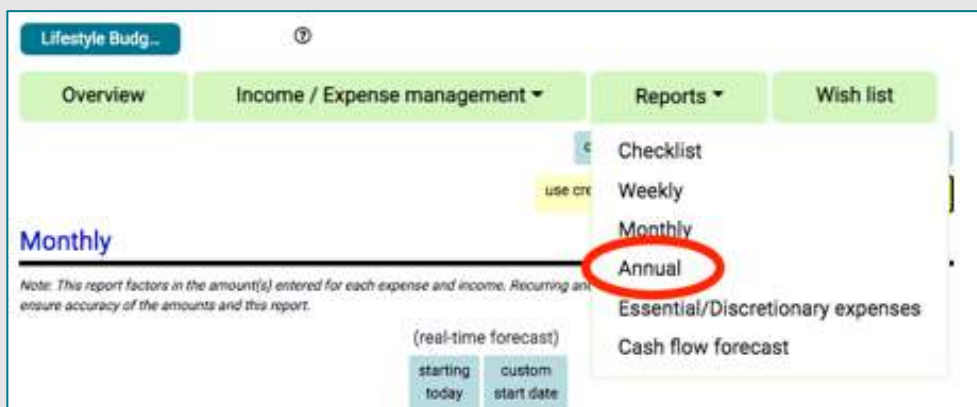 Lifestyle Budg...
Overview
Income / Expense management
Reports
Wish list
Checklist
use
Weekly
Monthly
Monthly
Annual
Note: This report factors in the amount(s) entered for each expense and income. Recurring
ensure accuracy of the amounts and this report.
Essential/Discretionary expenses
(real-time forecast)
Cash flow forecast
starting today
custom start date